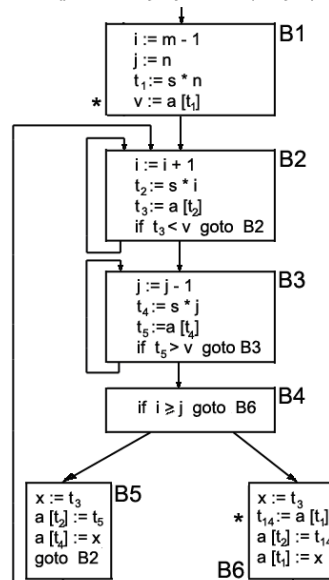 B1
i := m - 1
j := n
t₁:= s * n
* v := a [t₁]
B2
i := i + 1
t₂:= s * i
t₃:= a [t₂]
if t₃< v goto B2
B3
j := j - 1
t₄:= s * j
t₅:=a [t₄]
if t₅> v goto B3
B4
if i ⩾ j goto B6
B5
x := t₃
a [t₂] := t₅
a [t₄] := x
goto B2
x := t₃
* t₁₄:= a [t₁]
a [t₂] := t₁₄
a [t₁] := x
B6